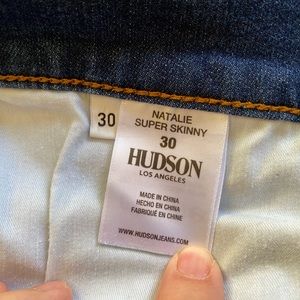 30
NATALIE
SUPER SKINNY
30
HUDSON
LOS ANGELES
MADE IN CHINA
HECHO EN CHINA
FABRIQUÉ EN CHINE
WWW.HUDSONJEANS.COM